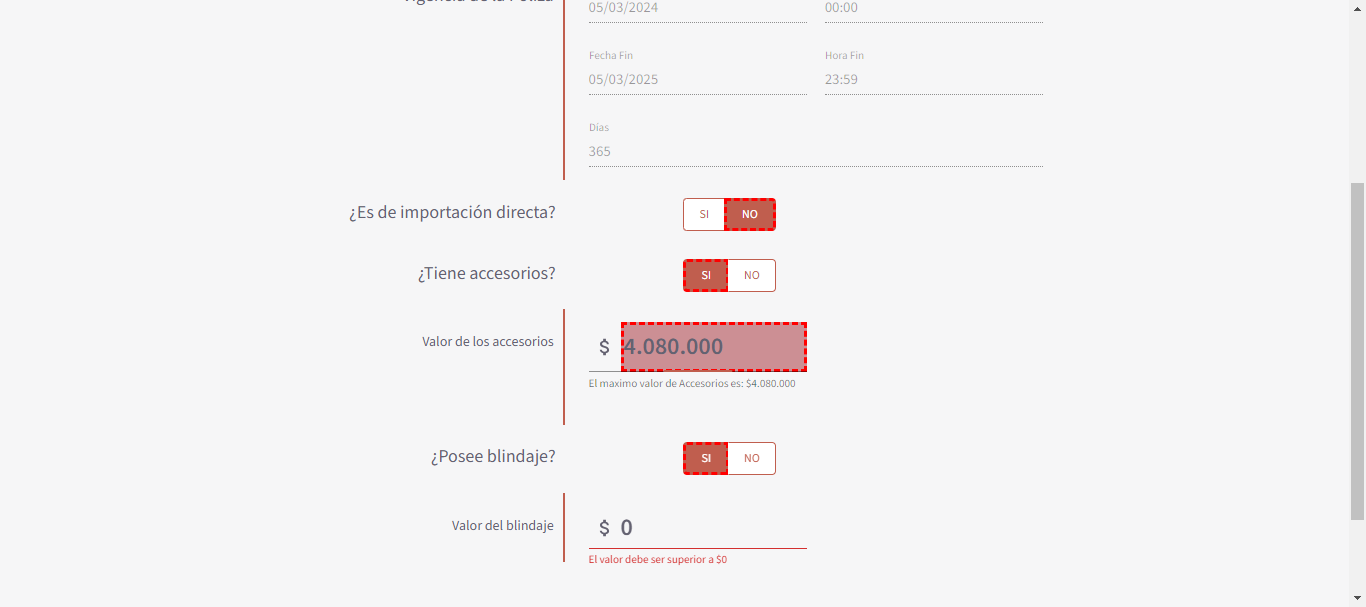 05/03/2024 00:00
Fecha Fin Hora Fin
05/03/2025 23:59
Días
365
¿Es de importación directa? SI NO
¿Tiene accesorios? SI NO
Valor de los accesorios $ 4.080.000
El maximo valor de Accesorios es: $4.080.000
¿Posee blindaje? SI NO
Valor del blindaje $ 0
El valor debe ser superior a $0